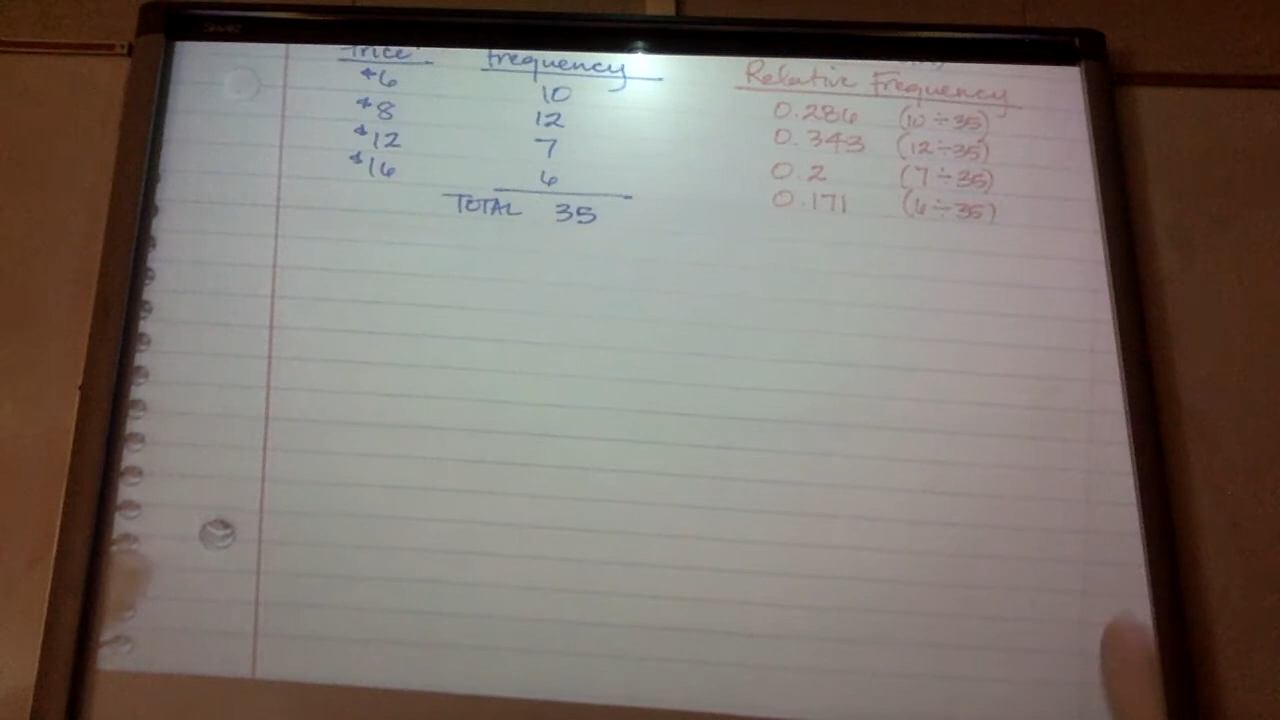 Price Frequency Relative Frequency
$6 10 0.286 (10÷35)
$8 12 0.343 (12÷35)
$12 7 0.2 (7÷35)
$16 6 0.171 (6÷35)
TOTAL 35